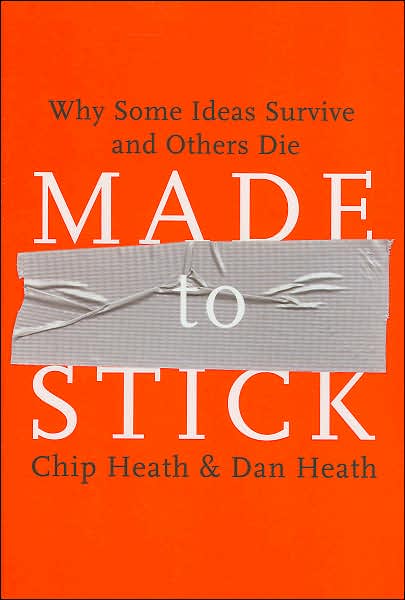 Why Some Ideas Survive
and Others Die
MADE
to
STICK
Chip Heath & Dan Heath